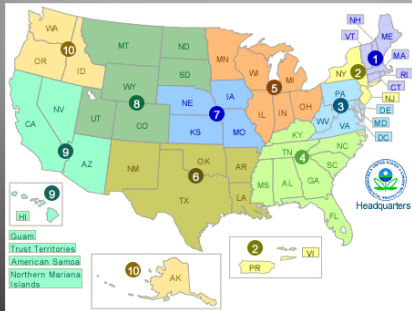 NH
ME
WA
VT
MT
ND
10
1
MN
MA
OR
ID
2
NY
WI
SD
MI
RI
WY
5
CT
8
PA
3
NJ
IA
NE
OH
NV
7
IL
IN
DE
UT
WV
CA
CO
VA
MD
KS
MO
KY
DC
9
TN
4
NC
OK
AZ
NM
6
AR
SC
MS
AL
GA
TX
LA
9
Headquarters
HI
FL
2
Guam
10
VI
Trust Territories
AK
PR
American Samoa
Northern Mariana
Islands